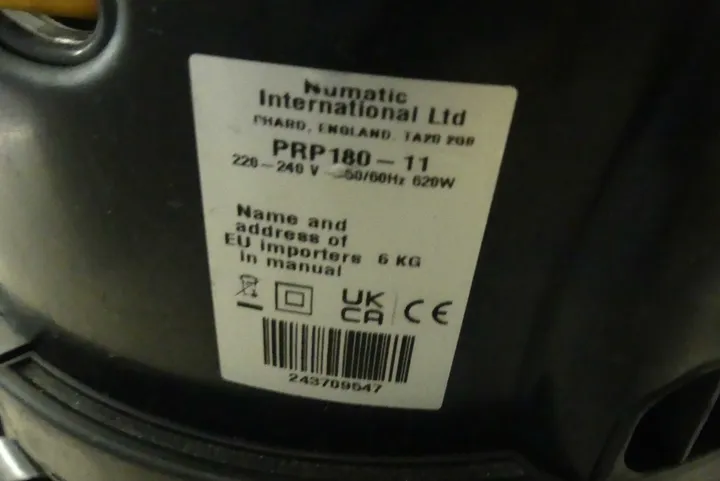 Numatic
International Ltd
CHARD, ENGLAND. TA20 2GB
PRP180-11
220-240 V ~50/60Hz 620W
Name and
address of
EU importers 6 KG
in manual
UK
CA CE
243709547